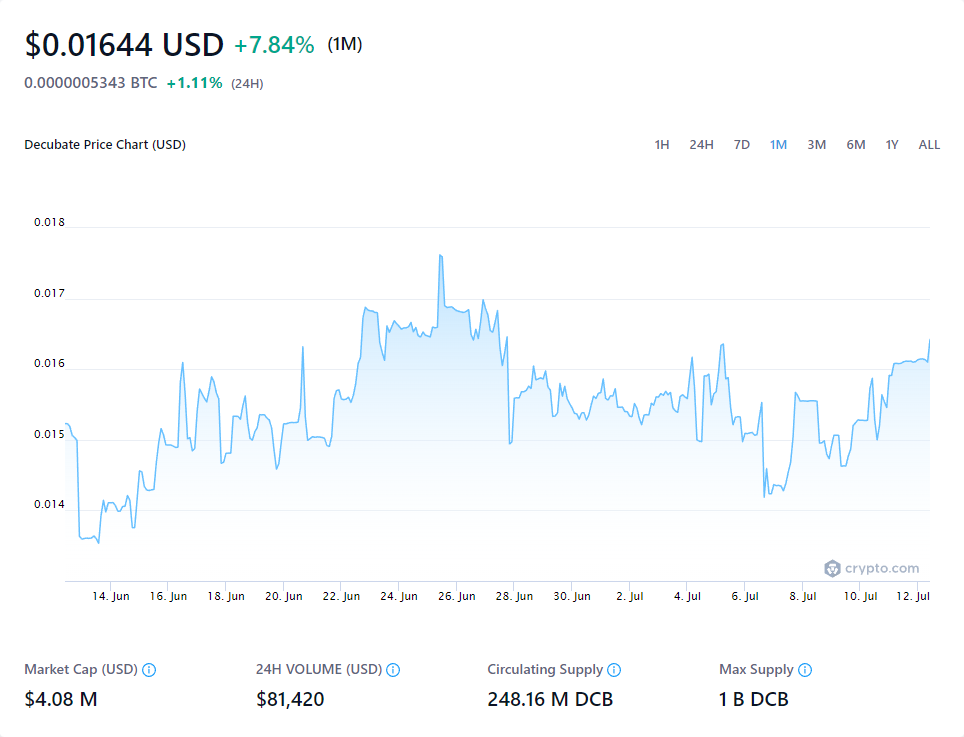 $0.01644 USD +7.84% (1M)
0.0000005343 BTC +1.11% (24H)
Decubate Price Chart (USD) 1H 24H 7D 1M 3M 6M 1Y ALL
0.018
0.017
0.016
0.015
0.014
crypto.com
14. Jun 16. Jun 18. Jun 20. Jun 22. Jun 24. Jun 26. Jun 28. Jun 30. Jun 2. Jul 4. Jul 6. Jul 8. Jul 10. Jul 12. Jul
Market Cap (USD) 24H VOLUME (USD) Circulating Supply Max Supply
$4.08 M $81,420 248.16 M DCB 1 B DCB